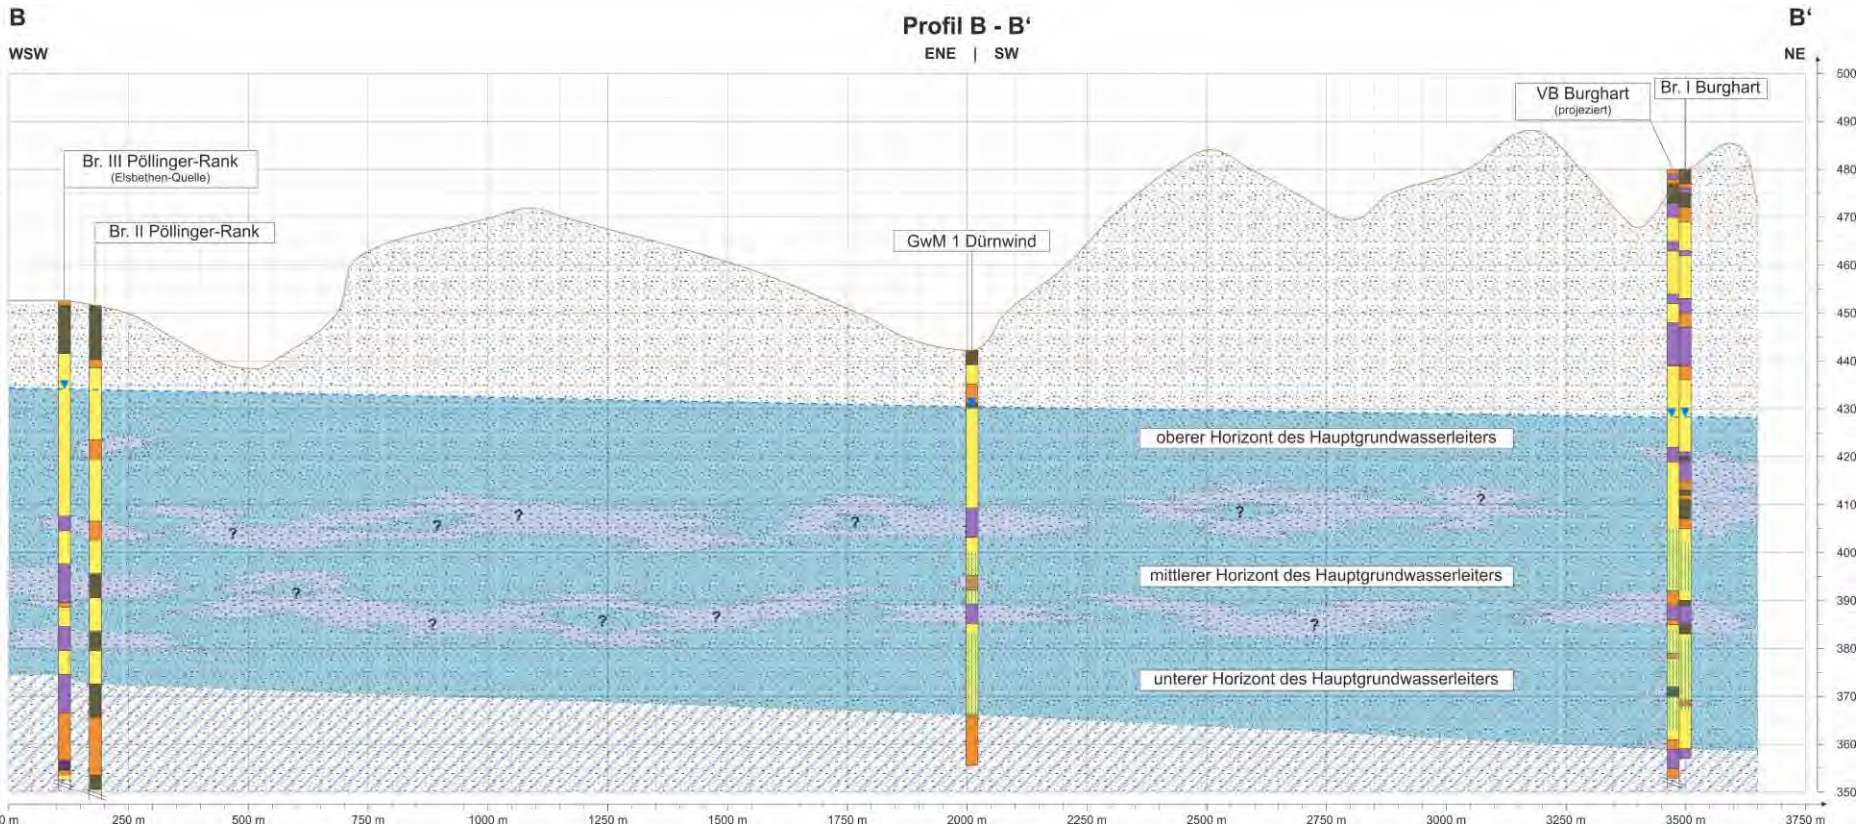 B
B'
Profil B - B‘
WSW
ENE | SW
NE
Br. III Pöllinger-Rank
(Elsbethen-Quelle)
Br. II Pöllinger-Rank
GwM 1 Dürnwind
VB Burghart
(projeziert)
Br. I Burghart
500
490
480
470
460
450
440
430
420
410
400
390
380
370
360
350
oberer Horizont des Hauptgrundwasserleiters
? ? ? ? ? ?
mittlerer Horizont des Hauptgrundwasserleiters
? ? ? ? ?
unterer Horizont des Hauptgrundwasserleiters
0 m 250 m 500 m 750 m 1000 m 1250 m 1500 m 1750 m 2000 m 2250 m 2500 m 2750 m 3000 m 3250 m 3500 m 3750 m